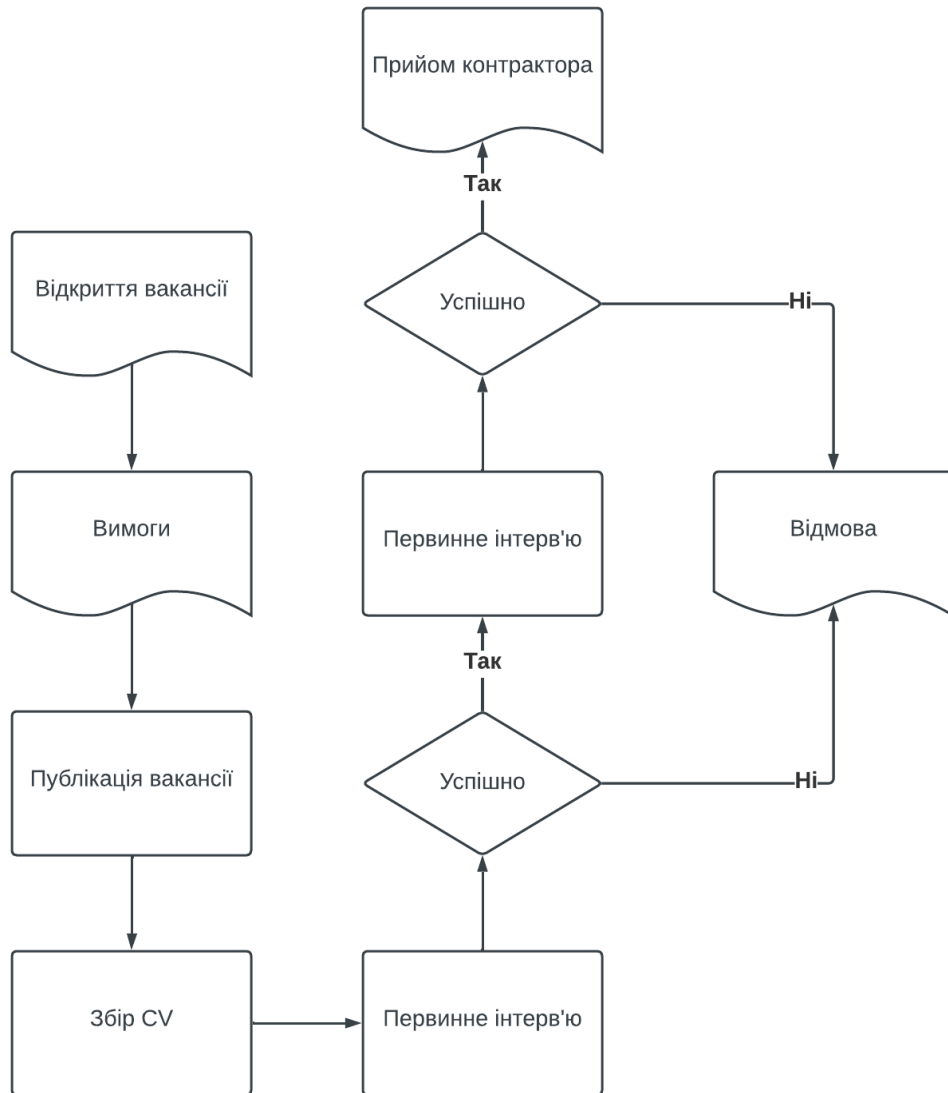 Прийом контрактора
Так
Відкриття вакансії
Успішно
Ні
Вимоги
Первинне інтерв'ю
Відмова
Так
Публікація вакансії
Успішно
Ні
Збір CV
Первинне інтерв'ю